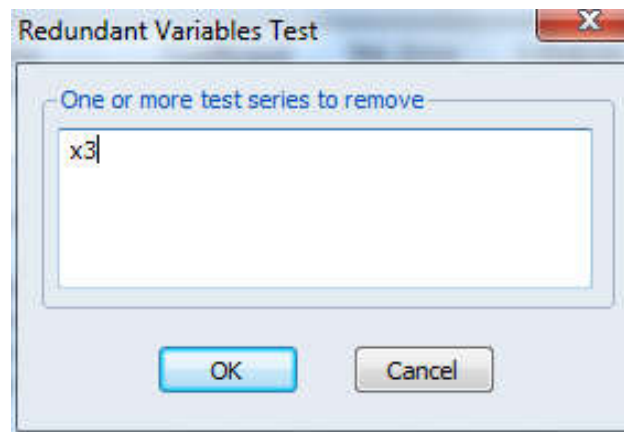 Redundant Variables Test
One or more test series to remove
x3
OK
Cancel